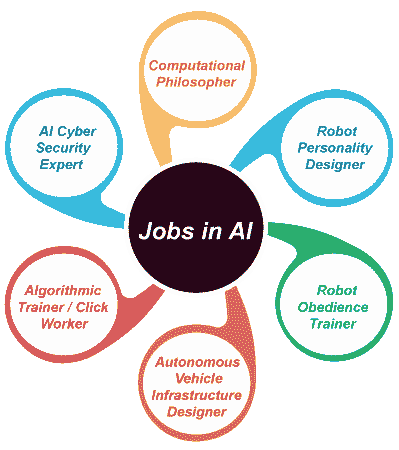 Computational
Philosopher
Robot
Personality
Designer
Robot
Obedience
Trainer
Autonomous
Vehicle
Infrastructure
Designer
Algorithmic
Trainer / Click
Worker
AI Cyber
Security
Expert
Jobs in AI